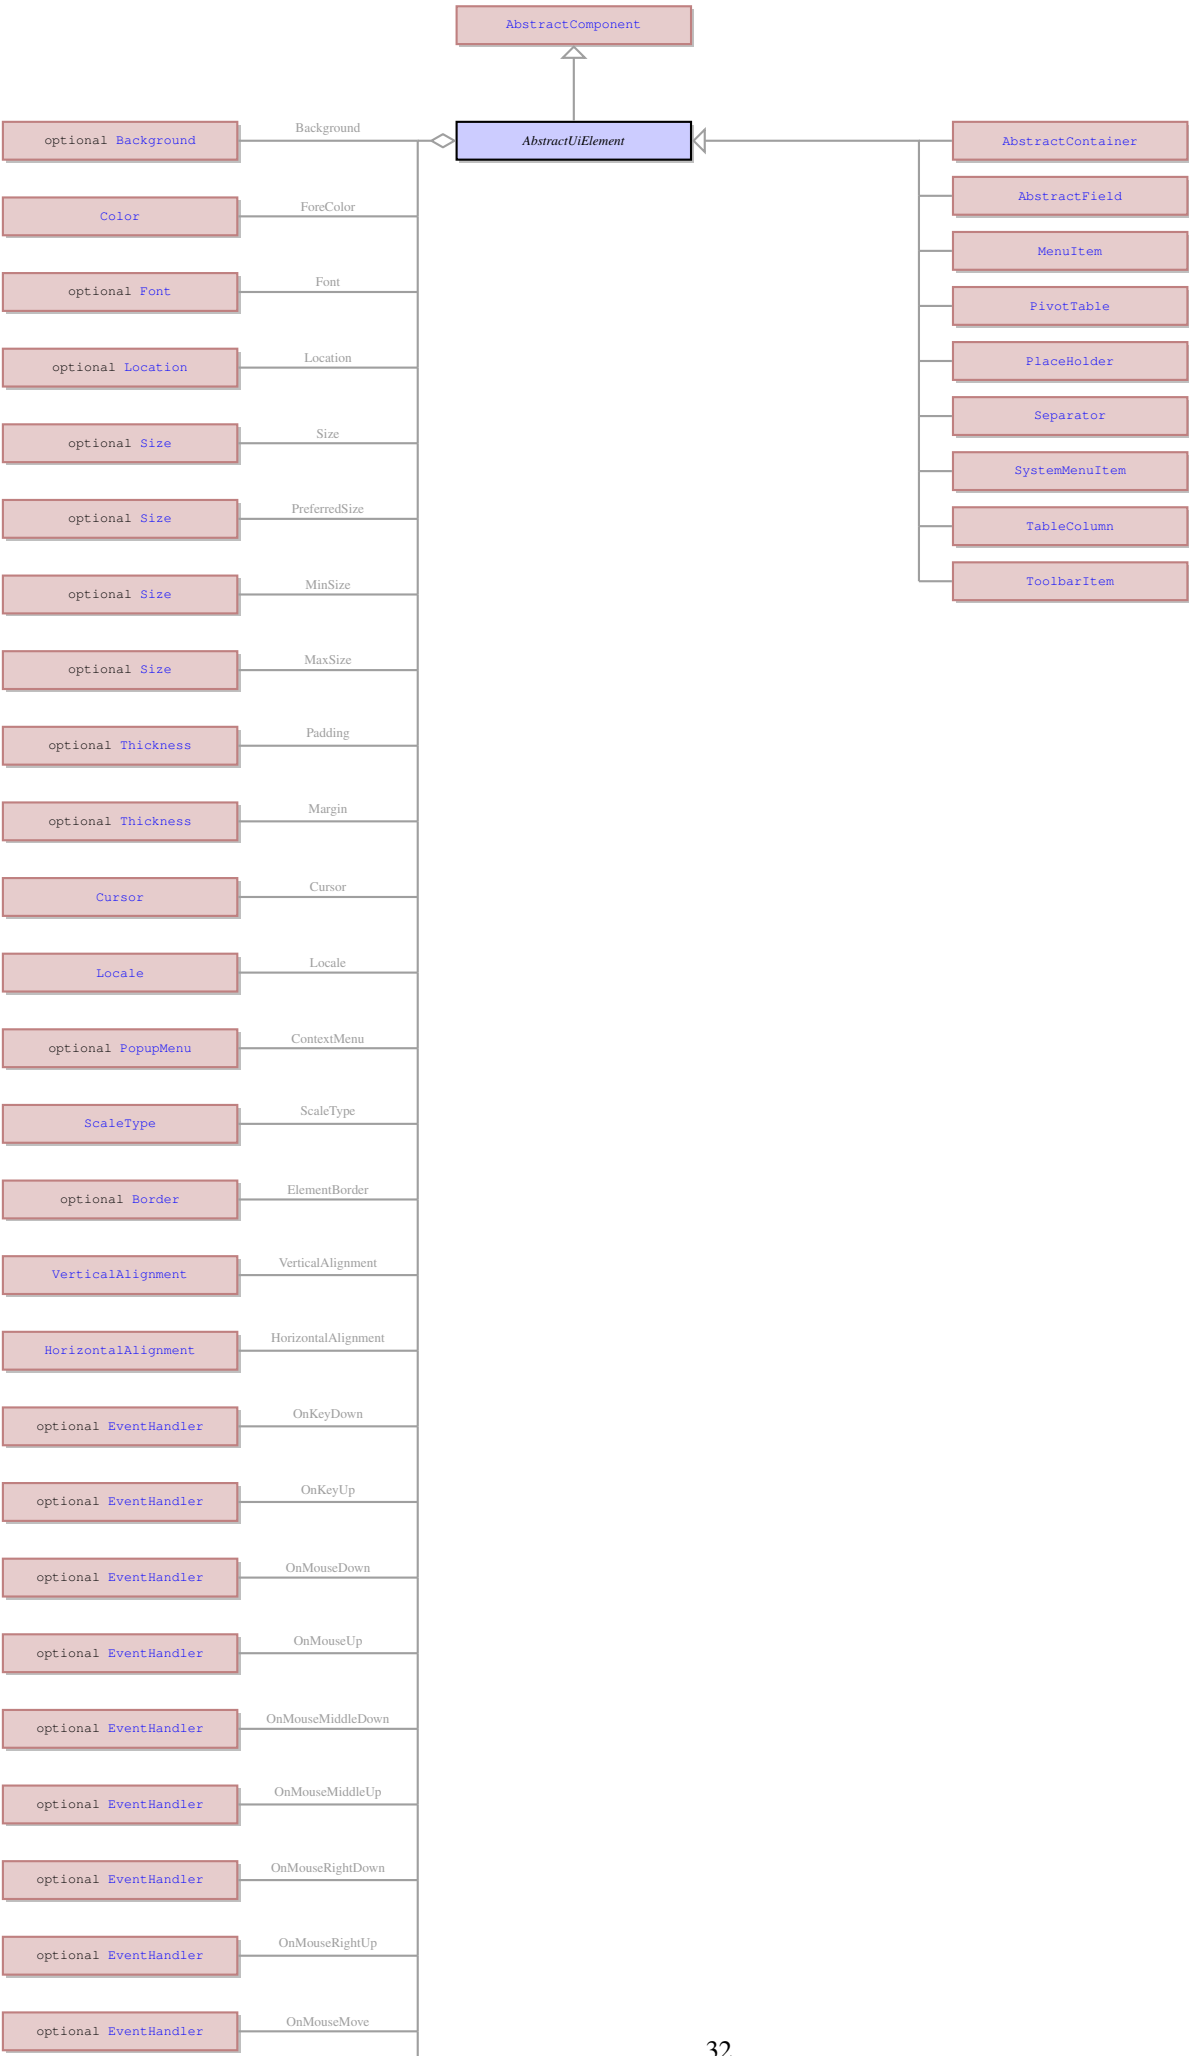 AbstractComponent
optional Background
Background
AbstractUiElement
AbstractContainer
AbstractField
MenuItem
PivotTable
PlaceHolder
Separator
SystemMenuItem
TableColumn
ToolbarItem
Color
ForeColor
optional Font
Font
optional Location
Location
optional Size
Size
optional Size
PreferredSize
optional Size
MinSize
optional Size
MaxSize
optional Thickness
Padding
optional Thickness
Margin
Cursor
Cursor
Locale
Locale
optional PopupMenu
ContextMenu
ScaleType
ScaleType
optional Border
ElementBorder
VerticalAlignment
VerticalAlignment
HorizontalAlignment
HorizontalAlignment
optional EventHandler
OnKeyDown
optional EventHandler
OnKeyUp
optional EventHandler
OnMouseDown
optional EventHandler
OnMouseUp
optional EventHandler
OnMouseMiddleDown
optional EventHandler
OnMouseMiddleUp
optional EventHandler
OnMouseRightDown
optional EventHandler
OnMouseRightUp
optional EventHandler
OnMouseMove
32